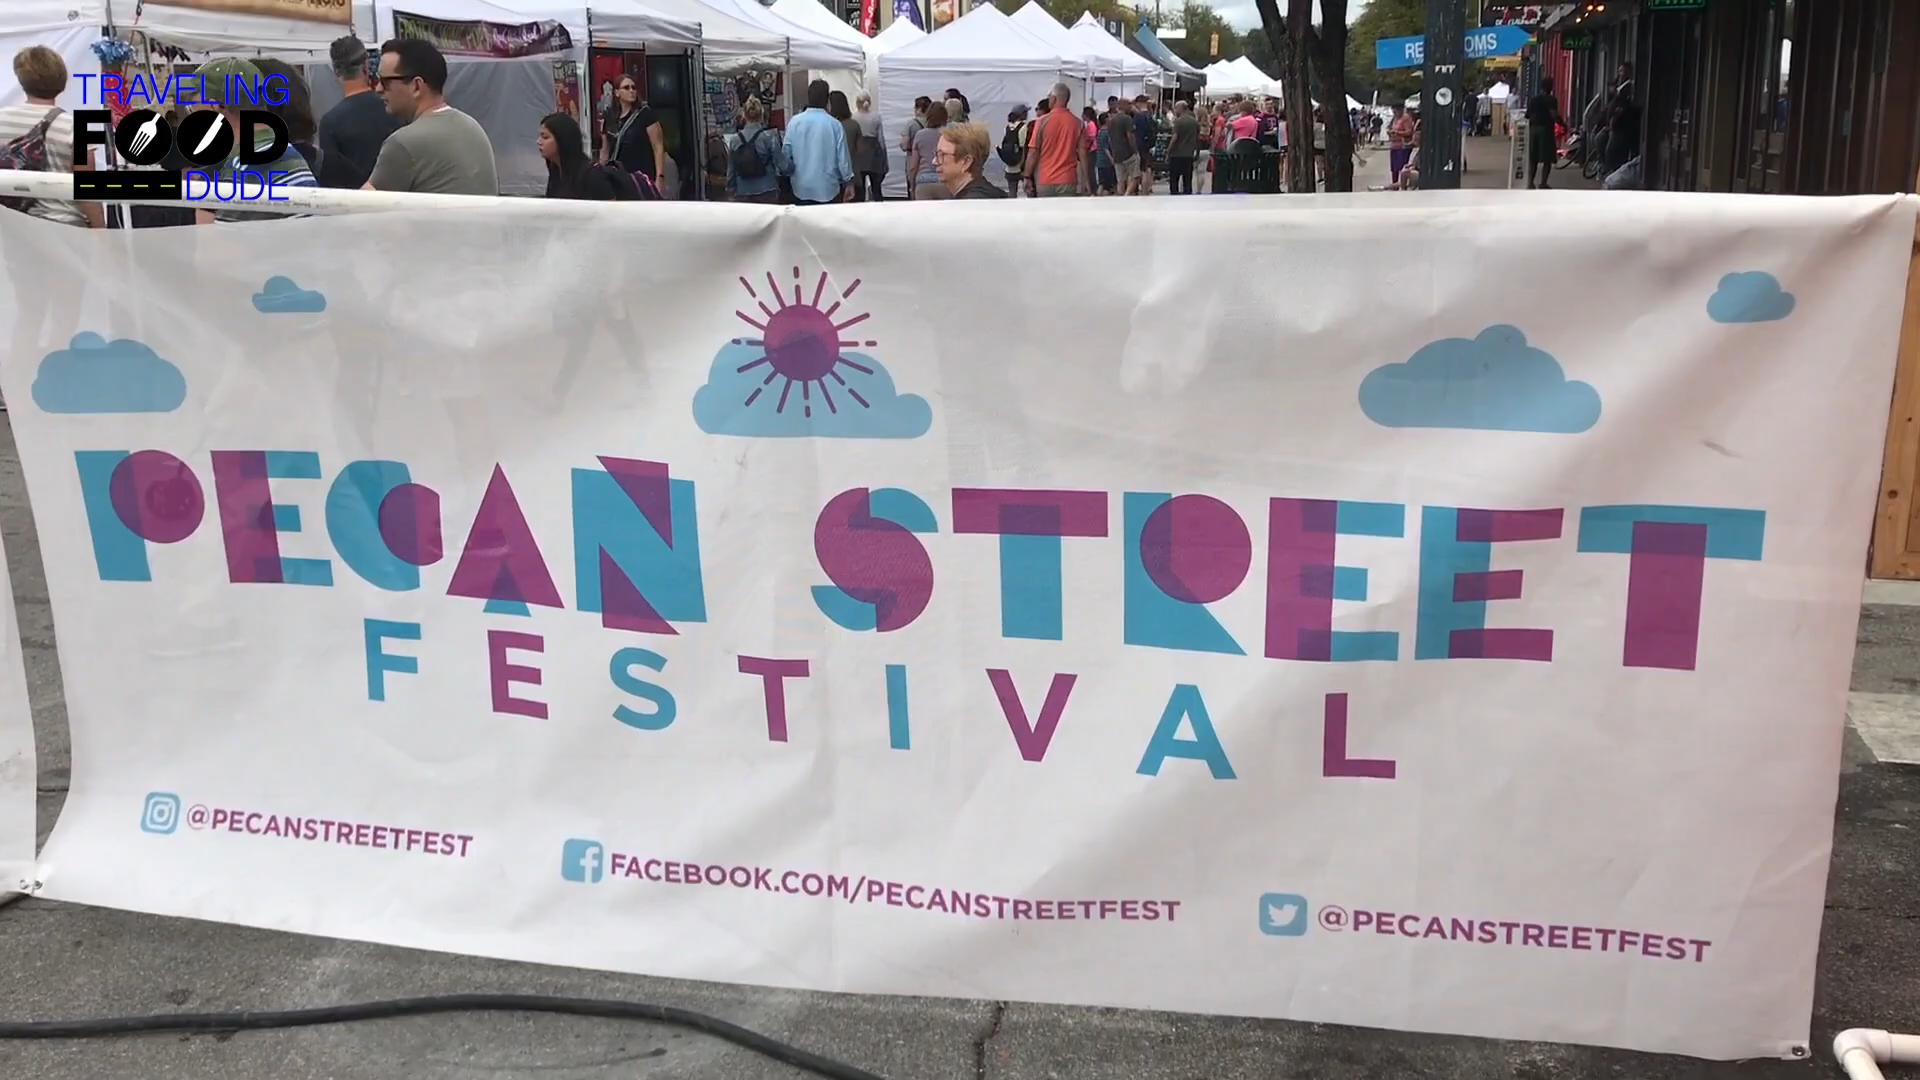 TRAVELING
FOOD
DUDE
PECAN STREET
FESTIVAL
@PECANSTREETFEST
FACEBOOK.COM/PECANSTREETFEST
@PECANSTREETFEST